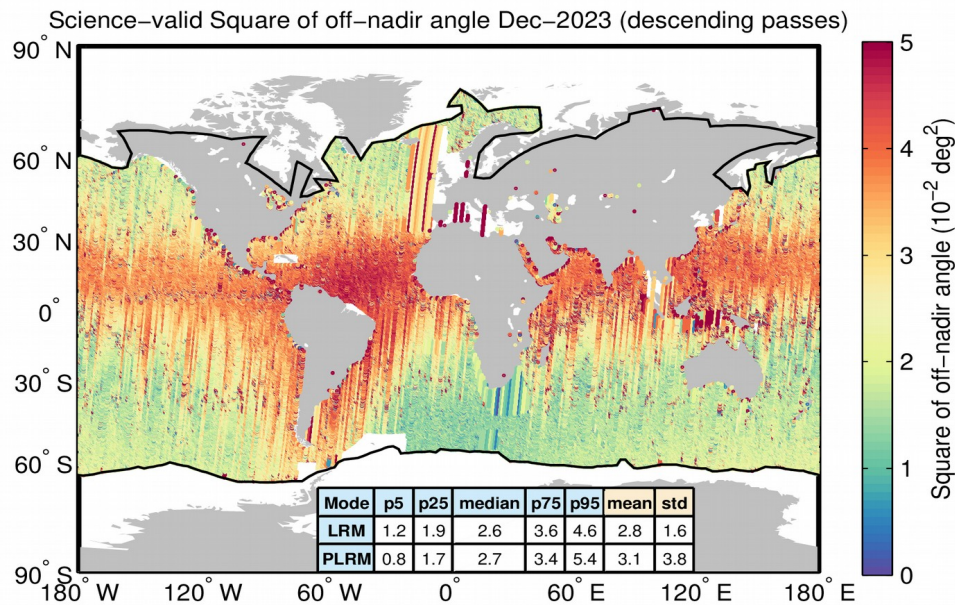 Science−valid Square of off−nadir angle Dec−2023 (descending passes)
90° N
60° N
30° N
0°
30° S
60° S
90° S
180° W
120° W
60° W
0°
60° E
120° E
180° E
Mode p5 p25 median p75 p95 mean std
LRM 1.2 1.9 2.6 3.6 4.6 2.8 1.6
PLRM 0.8 1.7 2.7 3.4 5.4 3.1 3.8
5
4
3
2
1
0
Square of off−nadir angle (10⁻² deg²)